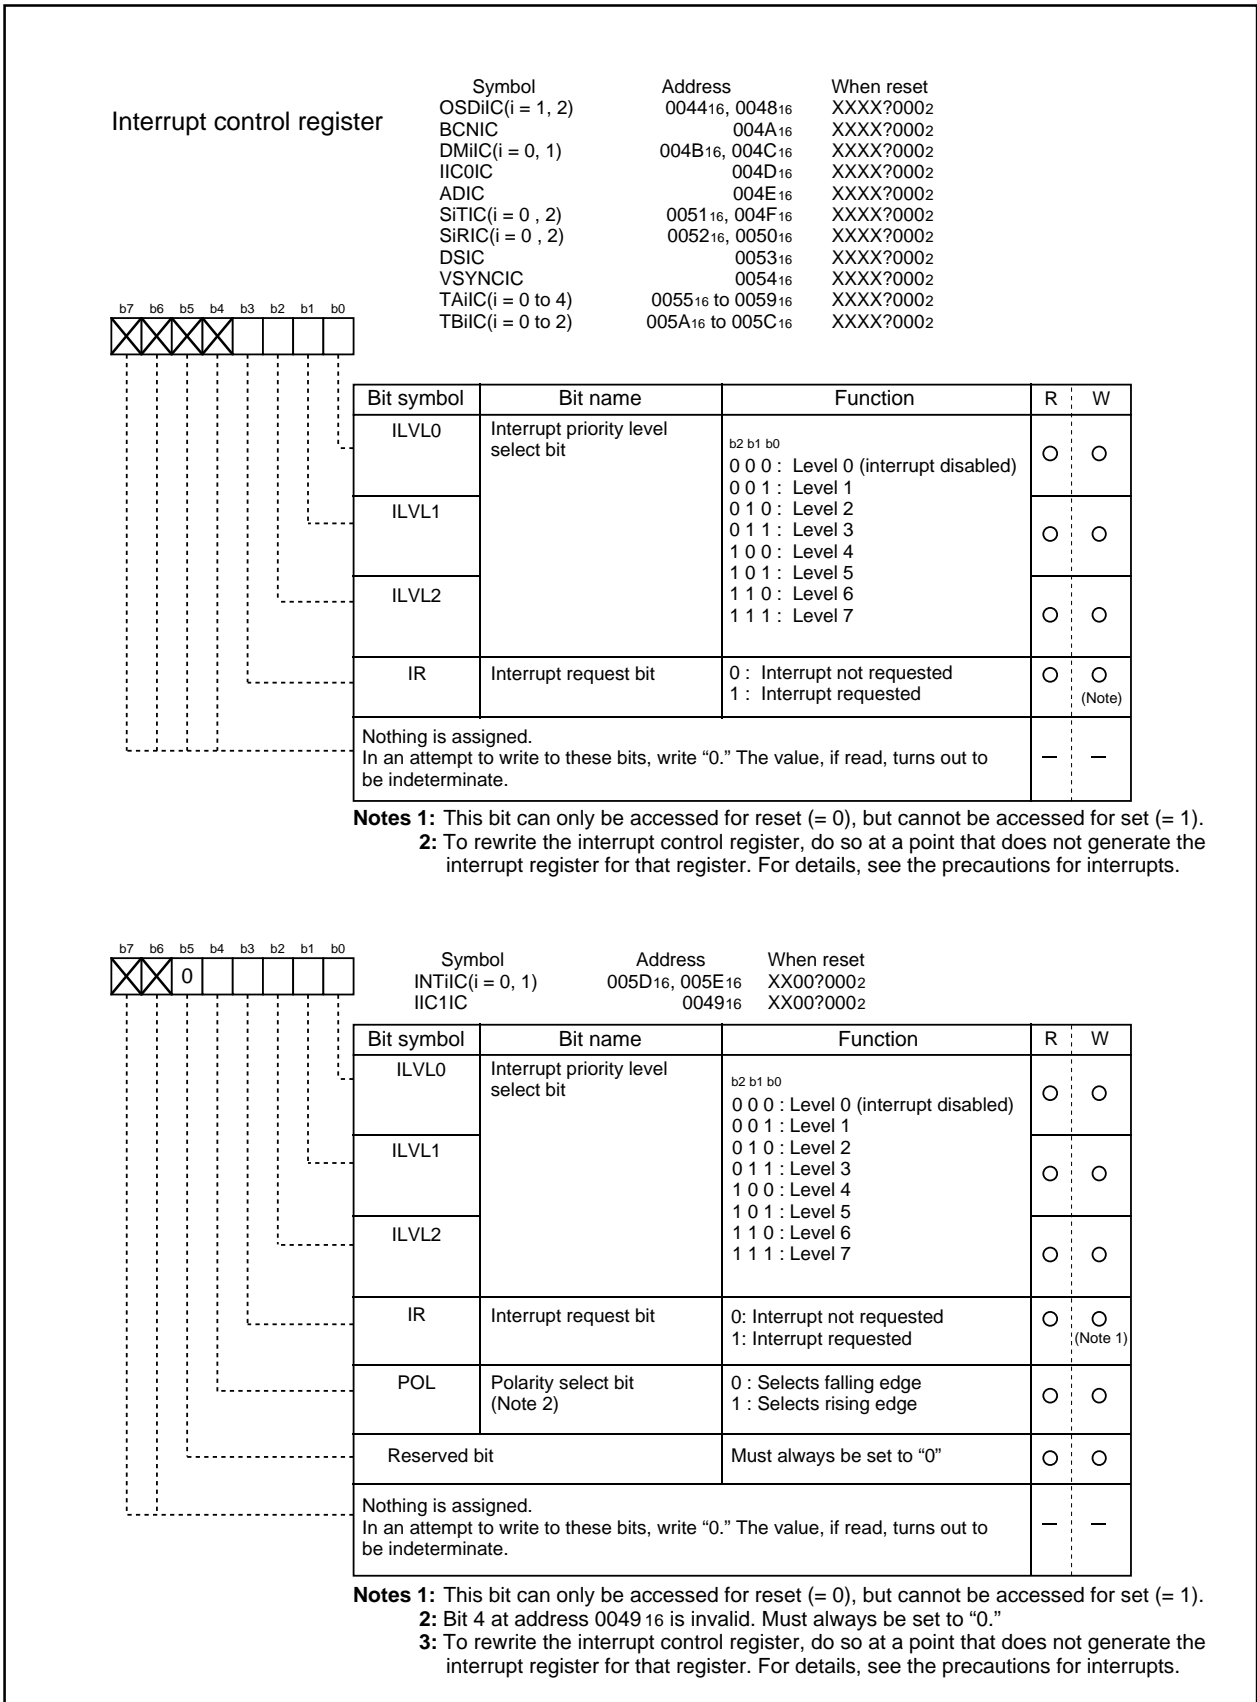 Interrupt control register
Symbol Address When reset
OSDiIC(i = 1, 2) 004416, 004816 XXXX?0002
BCNIC 004A16 XXXX?0002
DMiIC(i = 0, 1) 004B16, 004C16 XXXX?0002
IIC0IC 004D16 XXXX?0002
ADIC 004E16 XXXX?0002
SiTIC(i = 0 , 2) 005116, 004F16 XXXX?0002
SiRIC(i = 0 , 2) 005216, 005016 XXXX?0002
DSIC 005316 XXXX?0002
VSYNCIC 005416 XXXX?0002
TAiIC(i = 0 to 4) 005516 to 005916 XXXX?0002
TBiIC(i = 0 to 2) 005A16 to 005C16 XXXX?0002
b7 b6 b5 b4 b3 b2 b1 b0
Bit symbol Bit name Function R W
ILVL0 Interrupt priority level
select bit
b2 b1 b0
0 0 0 : Level 0 (interrupt disabled)
0 0 1 : Level 1
ILVL1 0 1 0 : Level 2
0 1 1 : Level 3
1 0 0 : Level 4
1 0 1 : Level 5
ILVL2 1 1 0 : Level 6
1 1 1 : Level 7
IR Interrupt request bit 0 : Interrupt not requested
1 : Interrupt requested (Note)
Nothing is assigned.
In an attempt to write to these bits, write “0.” The value, if read, turns out to
be indeterminate. – –
Notes 1: This bit can only be accessed for reset (= 0), but cannot be accessed for set (= 1).
2: To rewrite the interrupt control register, do so at a point that does not generate the
interrupt register for that register. For details, see the precautions for interrupts.
b7 b6 b5 b4 b3 b2 b1 b0
0
Symbol Address When reset
INTiIC(i = 0, 1) 005D16, 005E16 XX00?0002
IIC1IC 004916 XX00?0002
Bit symbol Bit name Function R W
ILVL0 Interrupt priority level
select bit
b2 b1 b0
0 0 0 : Level 0 (interrupt disabled)
0 0 1 : Level 1
ILVL1 0 1 0 : Level 2
0 1 1 : Level 3
1 0 0 : Level 4
1 0 1 : Level 5
ILVL2 1 1 0 : Level 6
1 1 1 : Level 7
IR Interrupt request bit 0: Interrupt not requested
1: Interrupt requested (Note 1)
POL Polarity select bit 0 : Selects falling edge
(Note 2) 1 : Selects rising edge
Reserved bit Must always be set to “0”
Nothing is assigned.
In an attempt to write to these bits, write “0.” The value, if read, turns out to
be indeterminate. – –
Notes 1: This bit can only be accessed for reset (= 0), but cannot be accessed for set (= 1).
2: Bit 4 at address 004916 is invalid. Must always be set to “0.”
3: To rewrite the interrupt control register, do so at a point that does not generate the
interrupt register for that register. For details, see the precautions for interrupts.